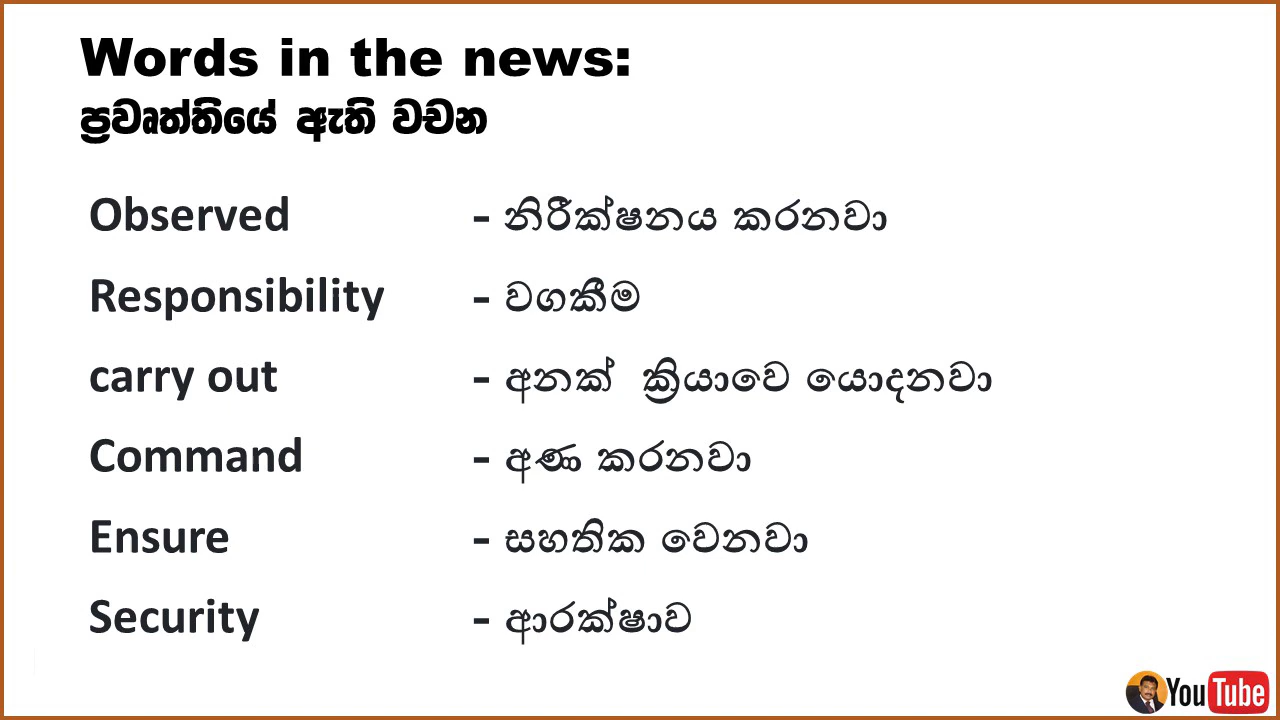 Words in the news:
ප්‍රවෘත්තියේ ඇති වචන
Observed - නිරීක්ෂනය කරනවා
Responsibility - වගකීම
carry out - අනක් ක්‍රියාවෙ යොදනවා
Command - අණ කරනවා
Ensure - සහතික වෙනවා
Security - ආරක්ෂාව
YouTube